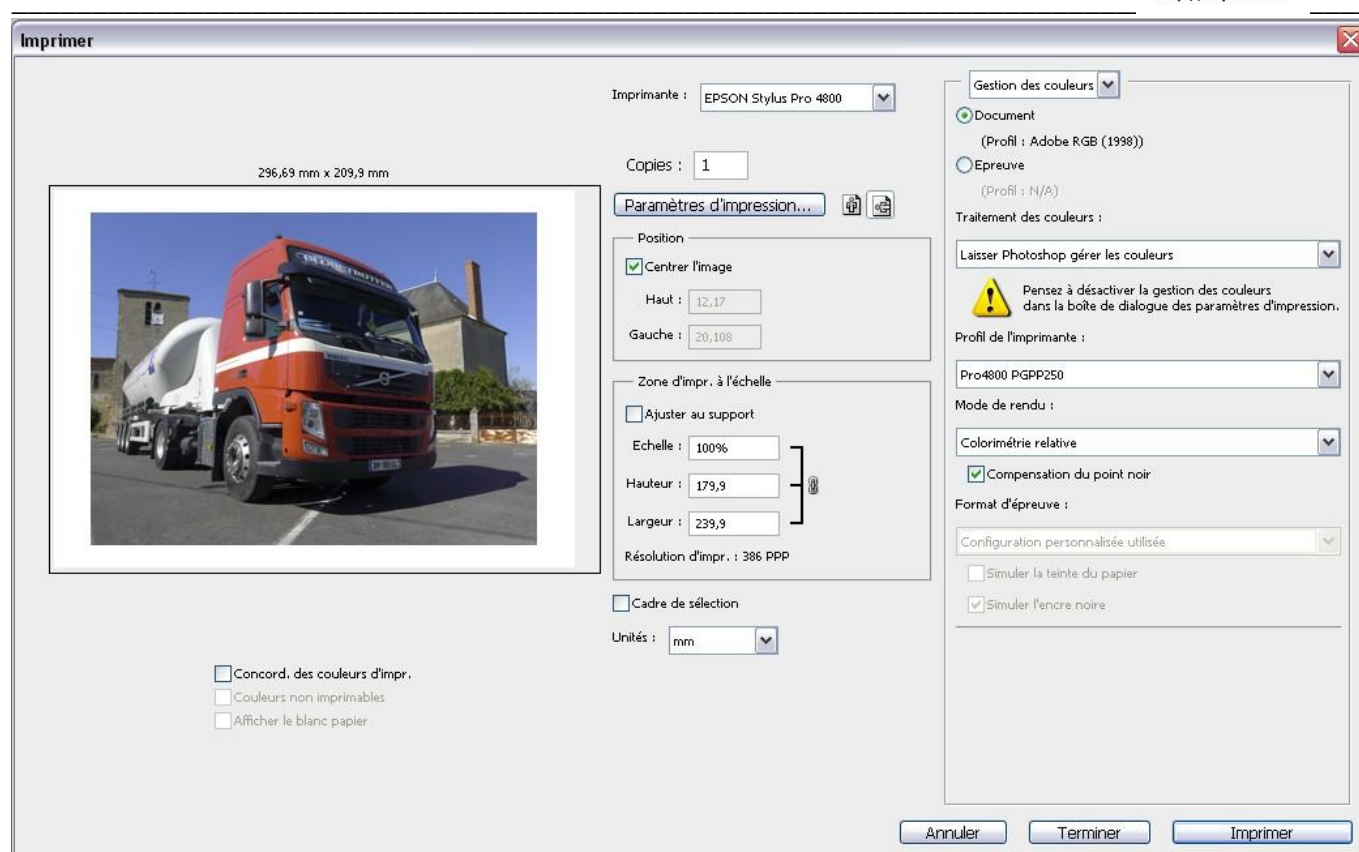 Imprimer
296,69 mm x 209,9 mm
GLOBETROTTER
VOLVO
Concord. des couleurs d'impr.
Couleurs non imprimables
Afficher le blanc papier
Imprimante : EPSON Stylus Pro 4800
Copies : 1
Paramètres d'impression...
Position
Centrer l'image
Haut : 12,17
Gauche : 20,108
Zone d'impr. à l'échelle
Ajuster au support
Echelle : 100%
Hauteur : 179,9
Largeur : 239,9
Résolution d'impr. : 386 PPP
Cadre de sélection
Unités : mm
Gestion des couleurs
Document
(Profil : Adobe RGB (1998))
Epreuve
(Profil : N/A)
Traitement des couleurs :
Laisser Photoshop gérer les couleurs
Pensez à désactiver la gestion des couleurs
dans la boîte de dialogue des paramètres d'impression.
Profil de l'imprimante :
Pro4800 PGPP250
Mode de rendu :
Colorimétrie relative
Compensation du point noir
Format d'épreuve :
Configuration personnalisée utilisée
Simuler la teinte du papier
Simuler l'encre noire
Annuler
Terminer
Imprimer